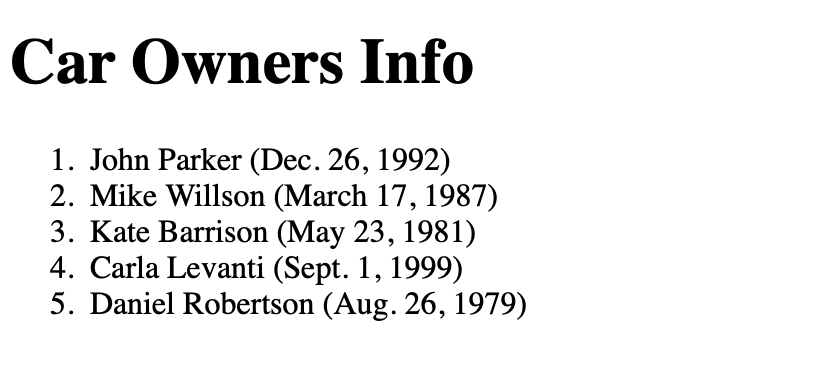 Car Owners Info
1. John Parker (Dec. 26, 1992)
2. Mike Willson (March 17, 1987)
3. Kate Barrison (May 23, 1981)
4. Carla Levanti (Sept. 1, 1999)
5. Daniel Robertson (Aug. 26, 1979)